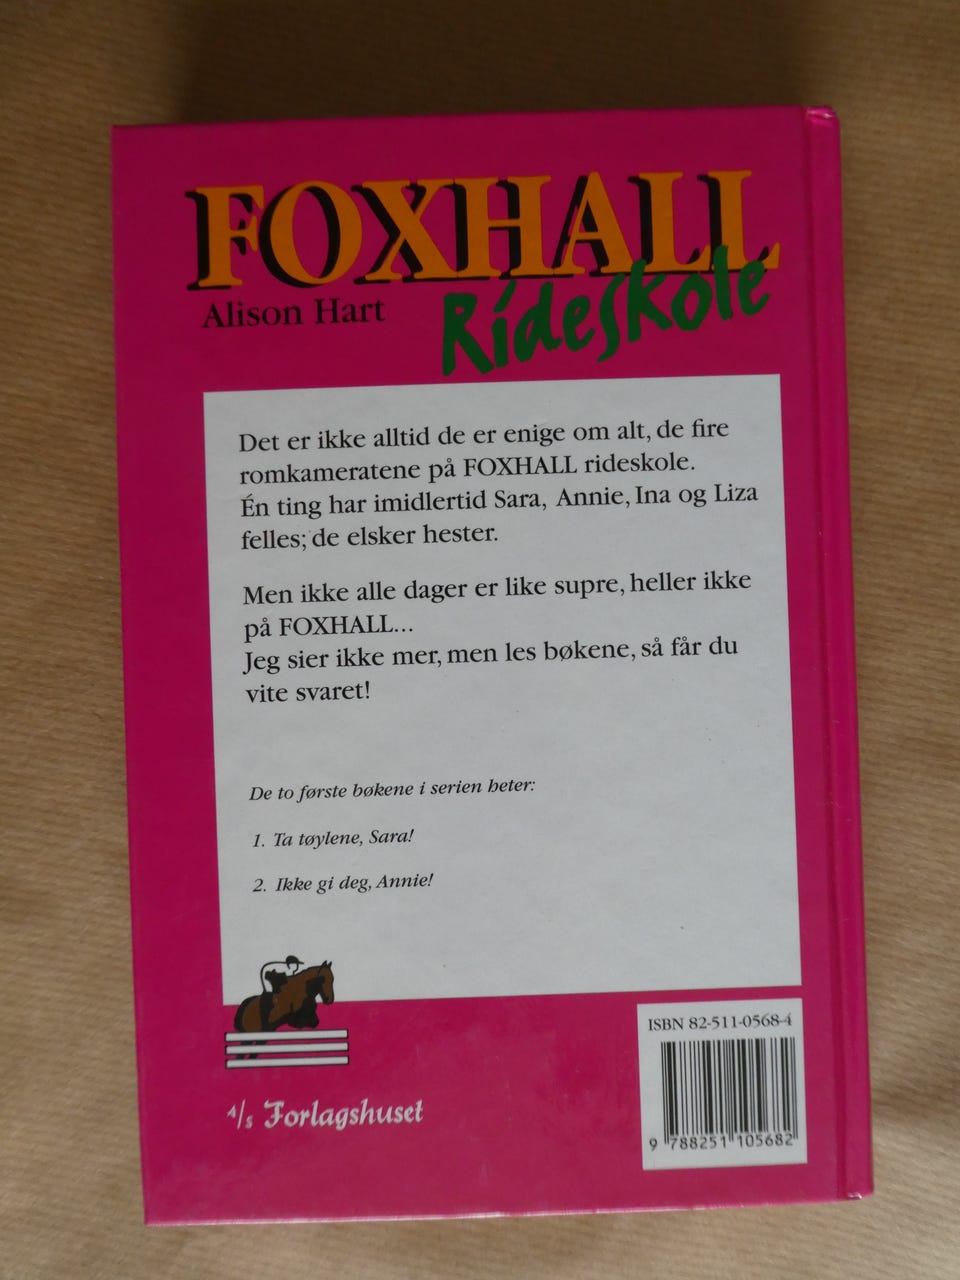 FOXHALL
Alison Hart
Rideskole
Det er ikke alltid de er enige om alt, de fire
romkameratene på FOXHALL rideskole.
Én ting har imidlertid Sara, Annie, Ina og Liza
felles; de elsker hester.
Men ikke alle dager er like supre, heller ikke
på FOXHALL...
Jeg sier ikke mer, men les bøkene, så får du
vite svaret!
De to første bøkene i serien heter:
1. Ta tøylene, Sara!
2. Ikke gi deg, Annie!
A/S Forlagshuset
ISBN 82-511-0568-4
9 788251 105682